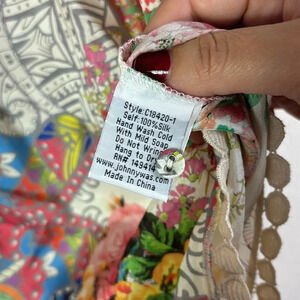 Style: C18420-1
Self: 100% Silk
Hand Wash Cold
With Mild Soap
Do Not Wring
Hang to Dry
RN# 149414
www.johnnywas.com
Made In China